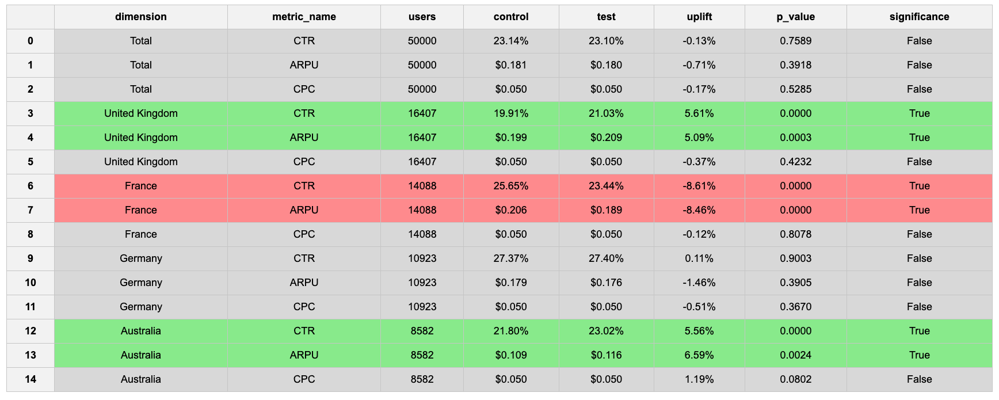 dimension metric_name users control test uplift p_value significance
0 Total CTR 50000 23.14% 23.10% -0.13% 0.7589 False
1 Total ARPU 50000 $0.181 $0.180 -0.71% 0.3918 False
2 Total CPC 50000 $0.050 $0.050 -0.17% 0.5285 False
3 United Kingdom CTR 16407 19.91% 21.03% 5.61% 0.0000 True
4 United Kingdom ARPU 16407 $0.199 $0.209 5.09% 0.0003 True
5 United Kingdom CPC 16407 $0.050 $0.050 -0.37% 0.4232 False
6 France CTR 14088 25.65% 23.44% -8.61% 0.0000 True
7 France ARPU 14088 $0.206 $0.189 -8.46% 0.0000 True
8 France CPC 14088 $0.050 $0.050 -0.12% 0.8078 False
9 Germany CTR 10923 27.37% 27.40% 0.11% 0.9003 False
10 Germany ARPU 10923 $0.179 $0.176 -1.46% 0.3905 False
11 Germany CPC 10923 $0.050 $0.050 -0.51% 0.3670 False
12 Australia CTR 8582 21.80% 23.02% 5.56% 0.0000 True
13 Australia ARPU 8582 $0.109 $0.116 6.59% 0.0024 True
14 Australia CPC 8582 $0.050 $0.050 1.19% 0.0802 False